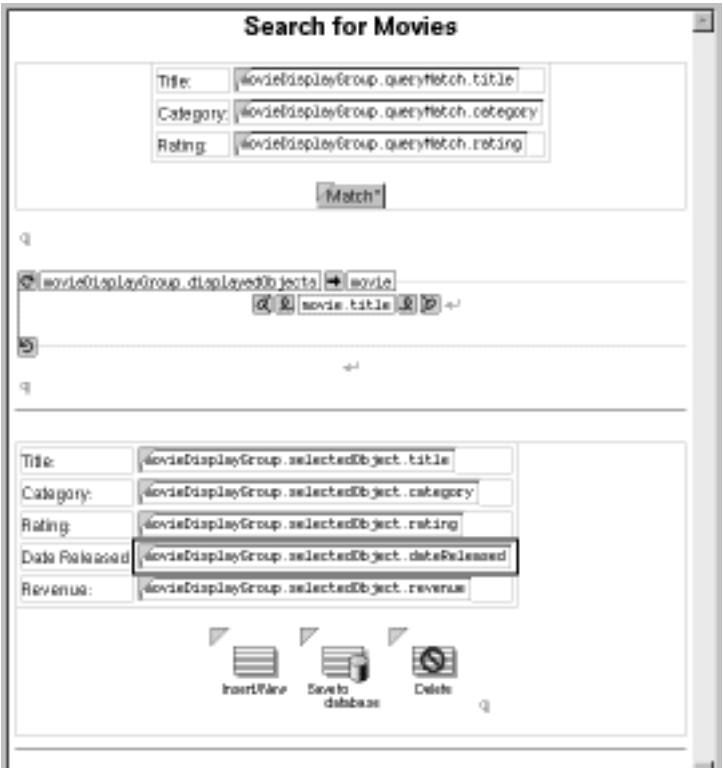 Search for Movies
Title: movieDisplayGroup.queryMatch.title
Category: movieDisplayGroup.queryMatch.category
Rating: movieDisplayGroup.queryMatch.rating
Match"
movieDisplayGroup.displayedObjects movie
movie.title
Title: movieDisplayGroup.selectedObject.title
Category: movieDisplayGroup.selectedObject.category
Rating: movieDisplayGroup.selectedObject.rating
Date Released movieDisplayGroup.selectedObject.dateReleased
Revenue: movieDisplayGroup.selectedObject.revenue
Insert/New Save to database Delete